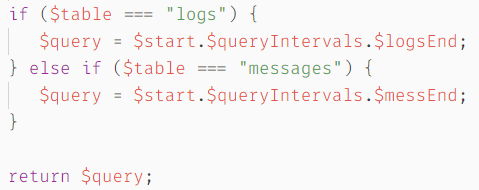 if ($table === "logs") {
    $query = $start.$queryIntervals.$logsEnd;
} else if ($table === "messages") {
    $query = $start.$queryIntervals.$messEnd;
}

return $query;